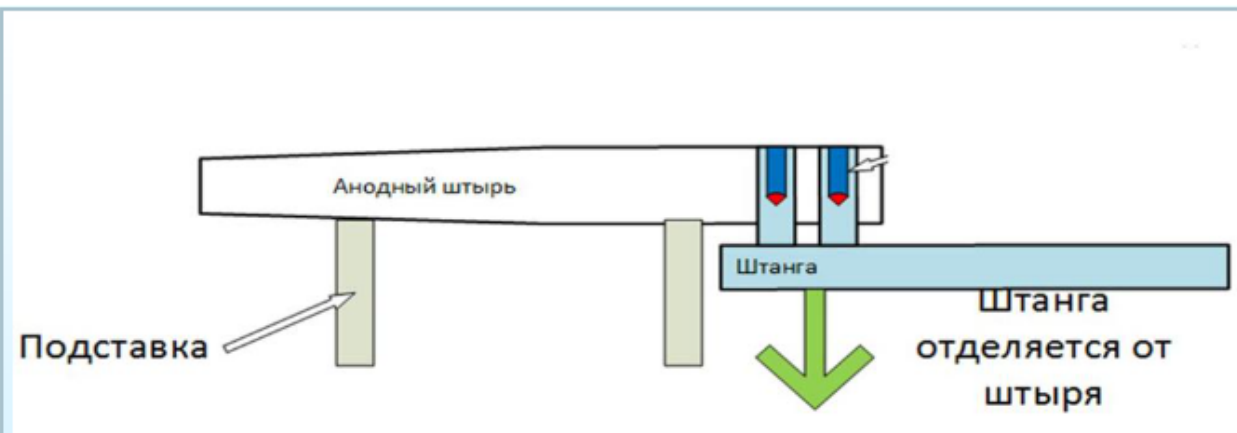 Анодный штырь
Штанга
Подставка
Штанга
отделяется от
штыря